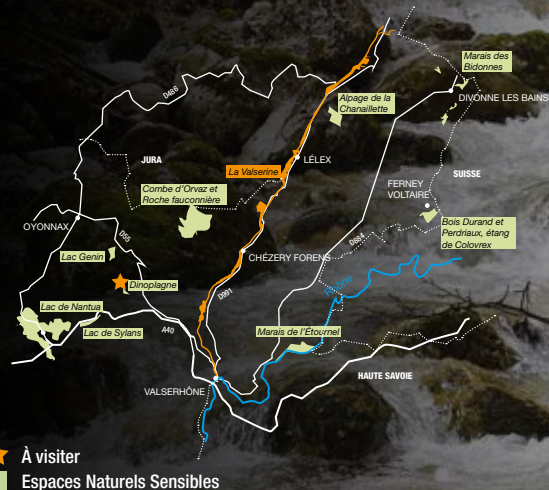 Marais des
Bidonnes
D486
DIVONNE LES BAINS
Alpage de la
Chanaillette
JURA
LÉLEX
La Valserine
SUISSE
Combe d'Orvaz et
Roche fauconnière
FERNEY
VOLTAIRE
OYONNAX
Bois Durand et
Perdriaux, étang
de Colovrex
D55
D884
Lac Genin
CHÉZERY FORENS
Dinoplagne
Rhône
D991
Lac de Nantua
Lac de Sylans
A40
Marais de l'Étournel
VALSERHÔNE
HAUTE SAVOIE
À visiter
Espaces Naturels Sensibles